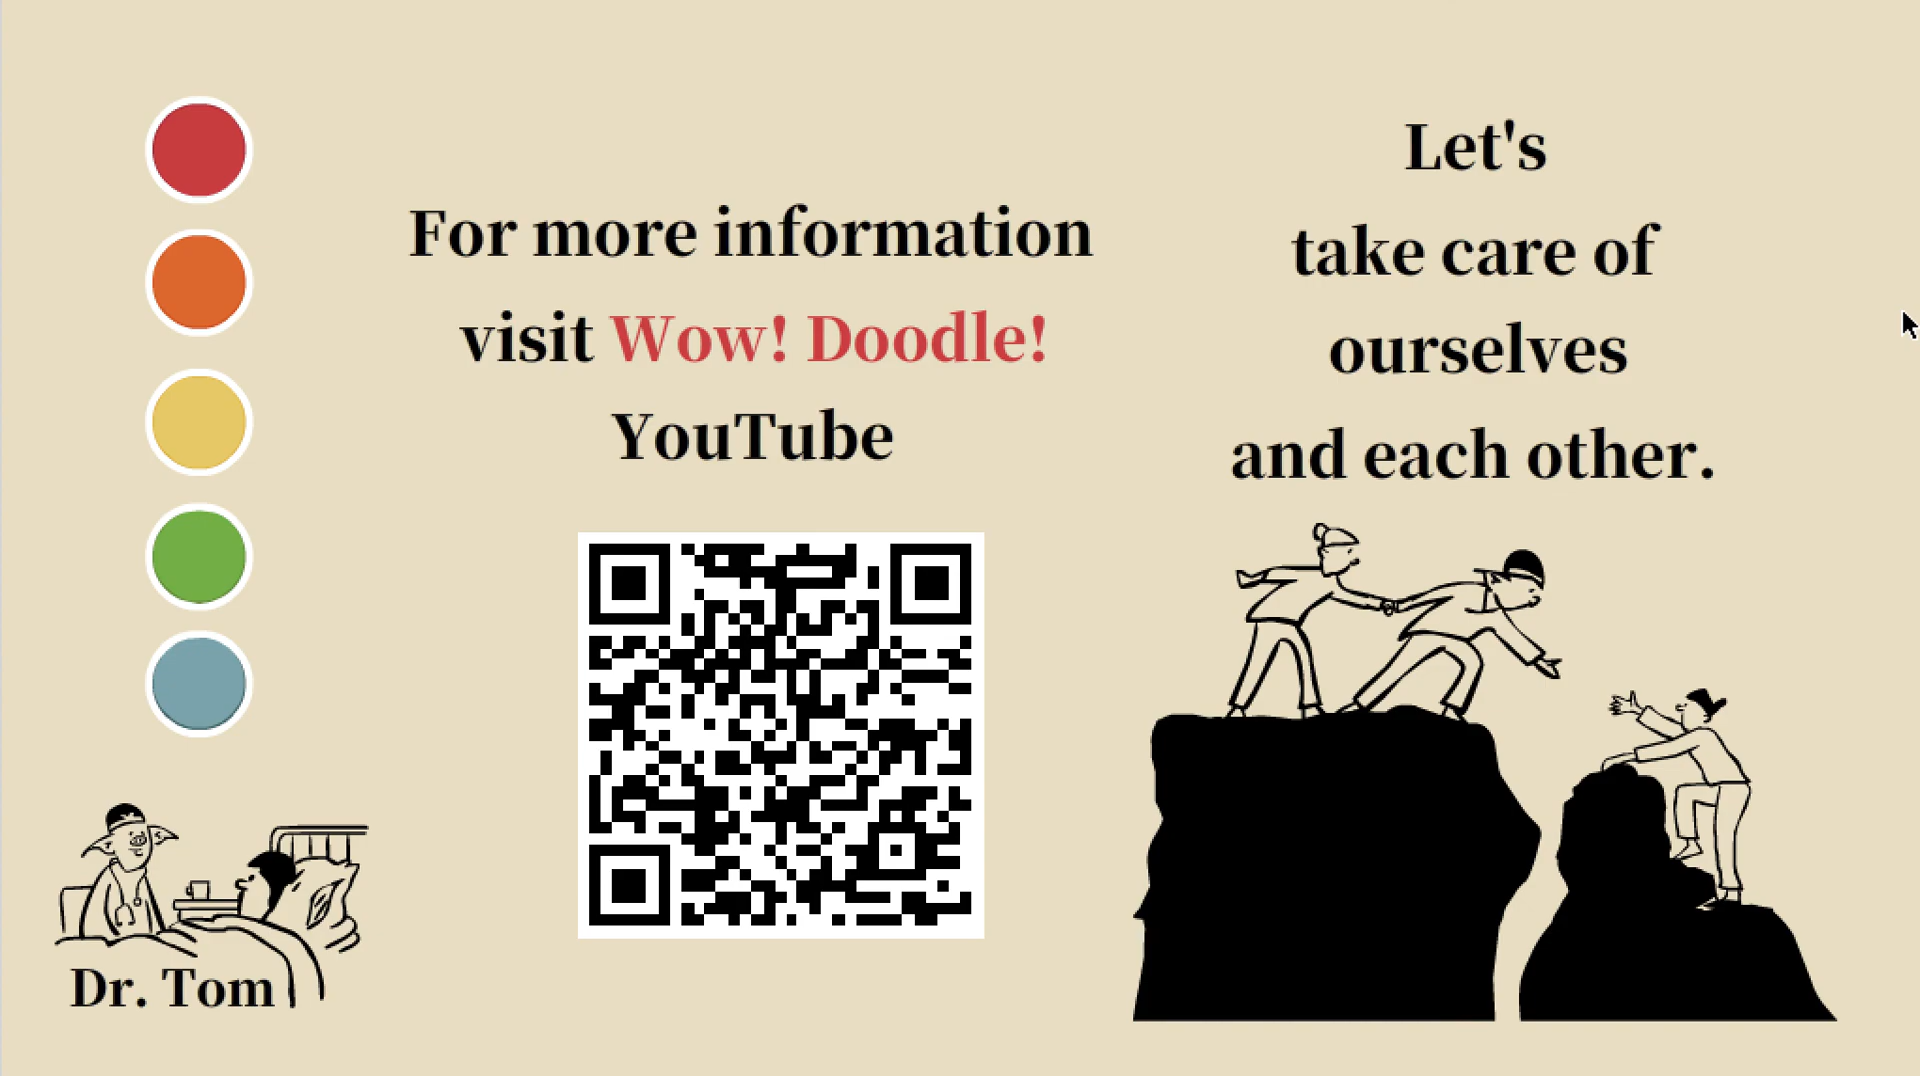 For more information
visit Wow! Doodle!
YouTube
Let's
take care of
ourselves
and each other.
Dr. Tom